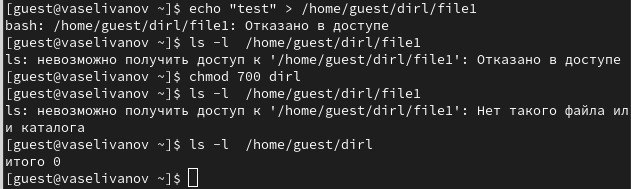 [guest@vaselivanov ~]$ echo "test" > /home/guest/dirl/file1
bash: /home/guest/dirl/file1: Отказано в доступе
[guest@vaselivanov ~]$ ls -l  /home/guest/dirl/file1
ls: невозможно получить доступ к '/home/guest/dirl/file1': Отказано в доступе
[guest@vaselivanov ~]$ chmod 700 dirl
[guest@vaselivanov ~]$ ls -l  /home/guest/dirl/file1
ls: невозможно получить доступ к '/home/guest/dirl/file1': Нет такого файла ил
и каталога
[guest@vaselivanov ~]$ ls -l  /home/guest/dirl
итого 0
[guest@vaselivanov ~]$